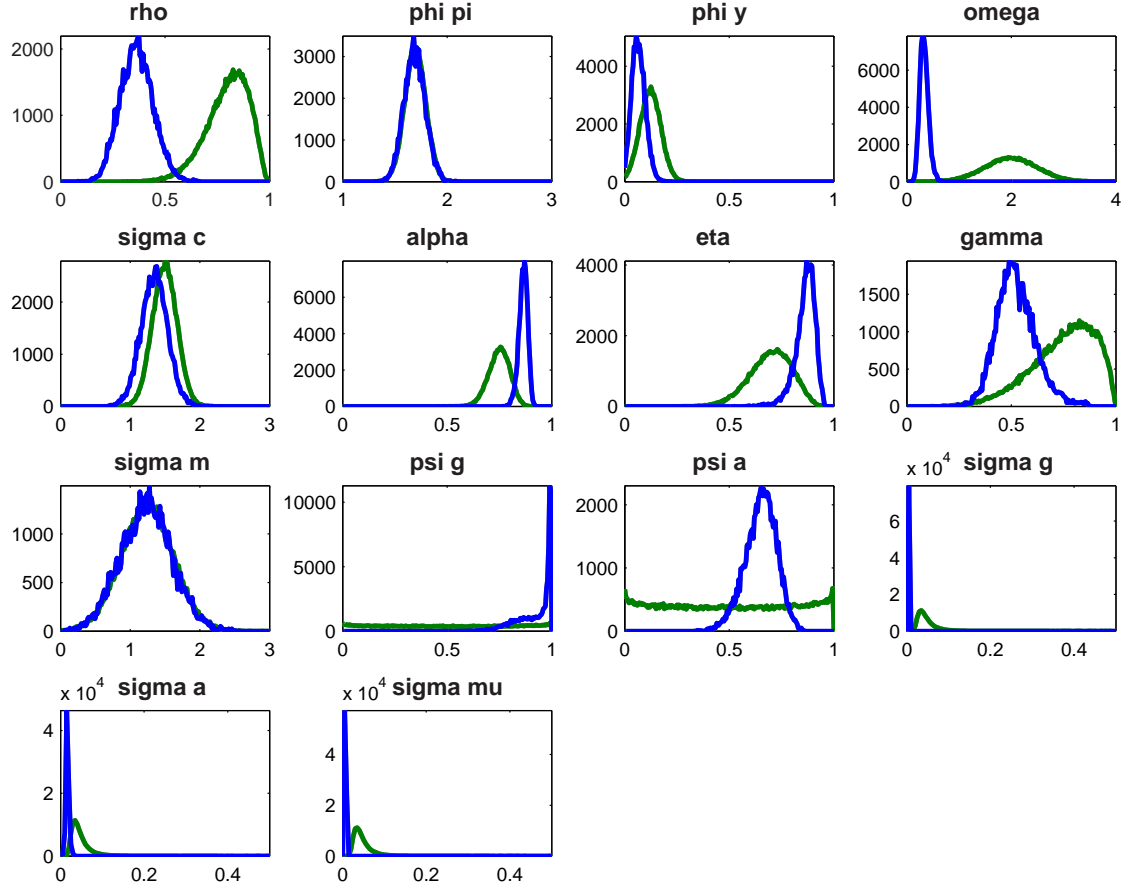 rho phi pi phi y omega
2000 3000 4000 6000
1000 2000 2000 4000
1000 2000
0 0 0 0
0 0.5 1 1 2 3 0 0.5 1 0 2 4
sigma c alpha eta gamma
2000 6000 4000 1500
1000 4000 2000 1000
2000 500
0 0 0 0
0 1 2 3 0 0.5 1 0 0.5 1 0 0.5 1
sigma m psi g psi a x 10^4 sigma g
1000 10000 2000 6
500 5000 1000 4
2
0 0 0 0
0 1 2 3 0 0.5 1 0 0.5 1 0 0.2 0.4
x 10^4 sigma a x 10^4 sigma mu
4 4
2 2
0 0
0 0.2 0.4 0 0.2 0.4